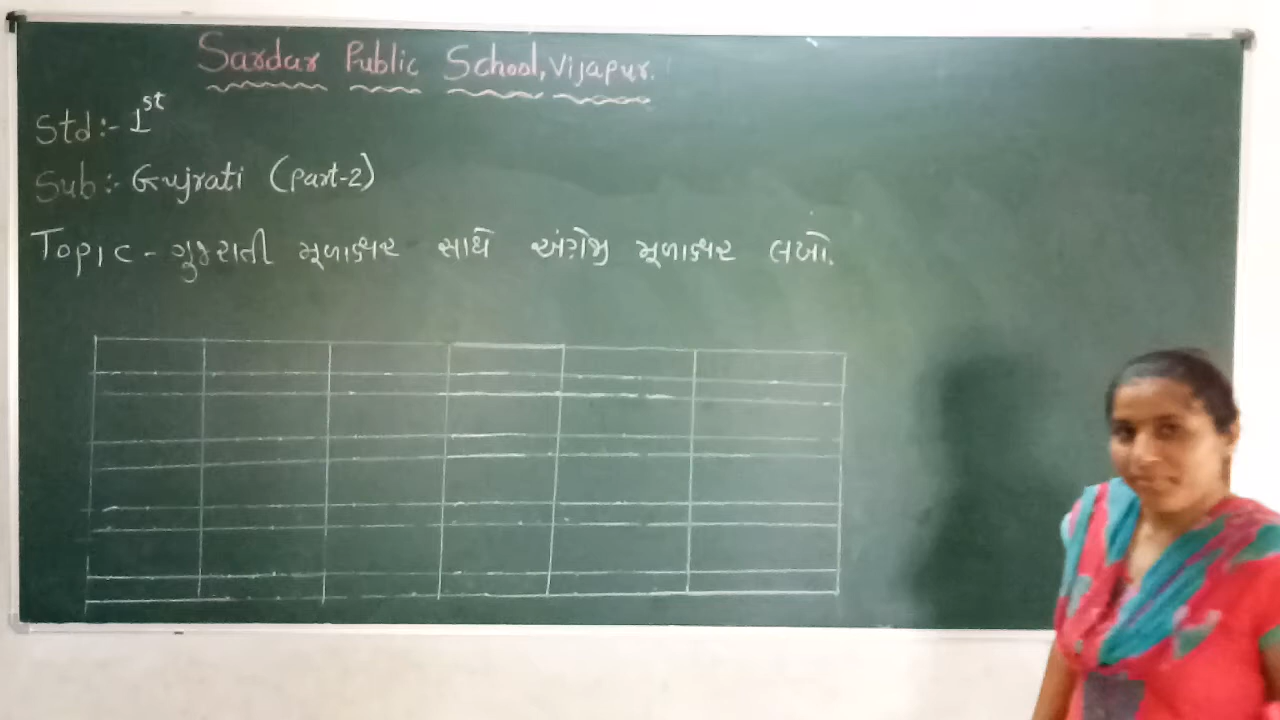 Sardar Public School, Vijapur.
Std:- 1st
Sub:- Gujrati (Part-2)
Topic - ગુજરાતી મૂળાક્ષર સાથે અંગ્રેજી મૂળાક્ષર લખો.